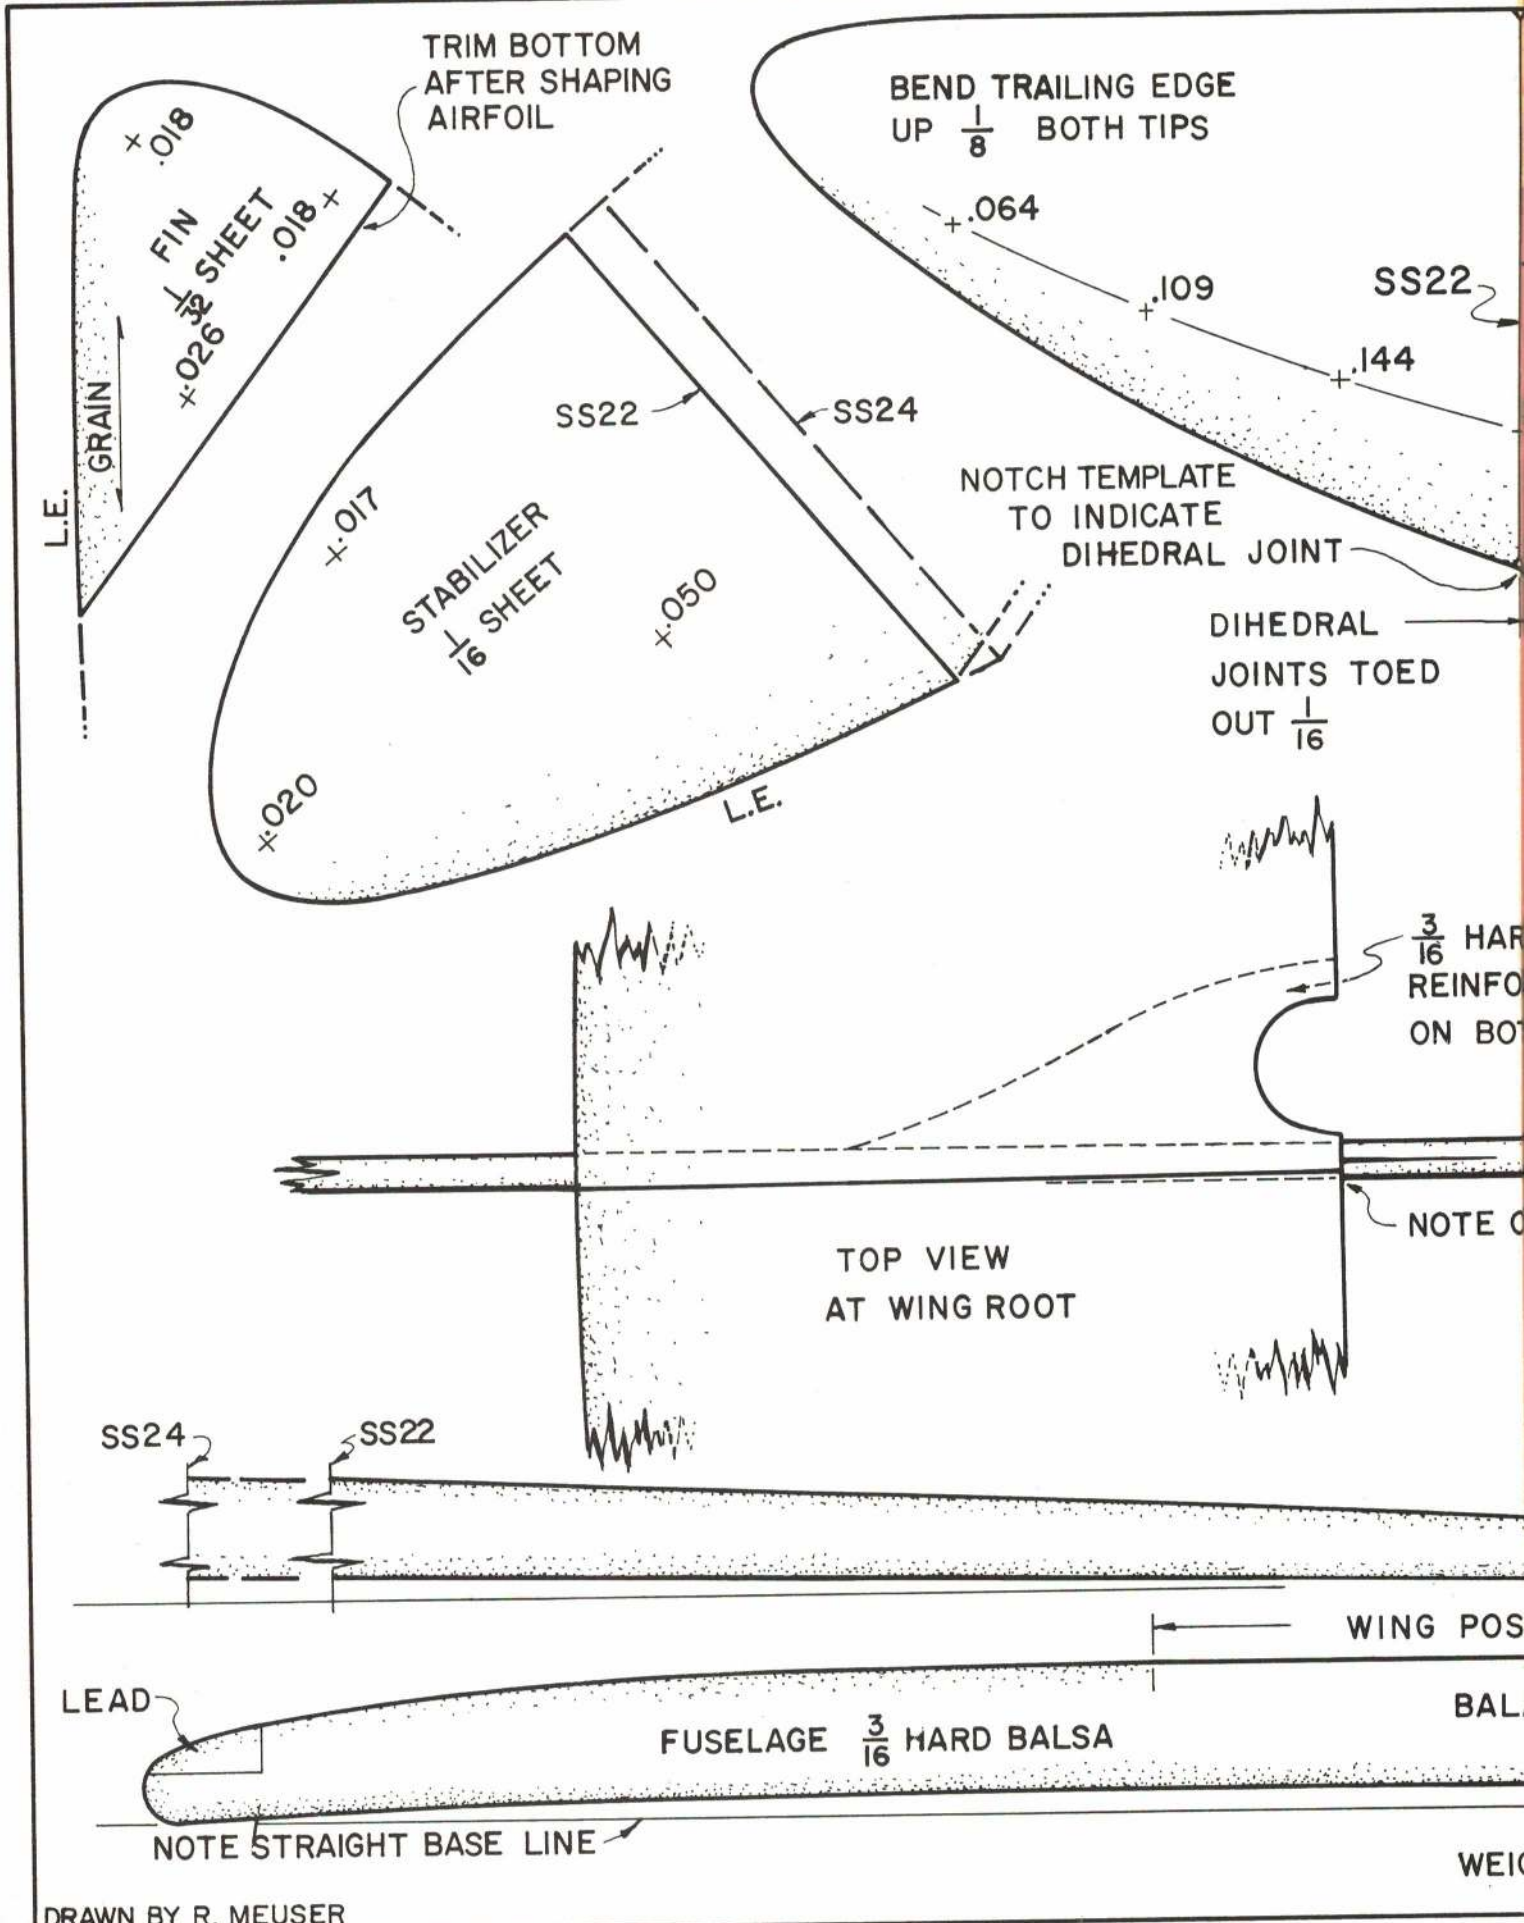 TRIM BOTTOM
AFTER SHAPING
AIRFOIL
.018
FIN
1/32 SHEET
.018
.026
GRAIN
L.E.
BEND TRAILING EDGE
UP 1/8 BOTH TIPS
.064
.109
.144
SS22
SS22
SS24
NOTCH TEMPLATE
TO INDICATE
DIHEDRAL JOINT
DIHEDRAL
JOINTS TOED
OUT 1/16
.017
STABILIZER
1/16 SHEET
.050
.020
L.E.
3/16 HAR
REINFO
ON BOT
NOTE
TOP VIEW
AT WING ROOT
SS24
SS22
WING POS
LEAD
FUSELAGE 3/16 HARD BALSA
BAL
NOTE STRAIGHT BASE LINE
WEI
DRAWN BY R. MEUSER